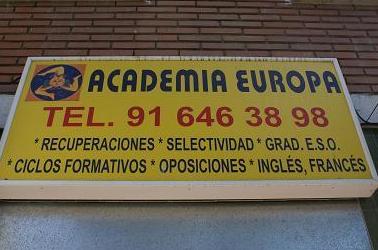 ACADEMIA EUROPA
TEL. 91 646 38 98
* RECUPERACIONES * SELECTIVIDAD * GRAD. E.S.O.
* CICLOS FORMATIVOS * OPOSICIONES * INGLÉS, FRANCÉS